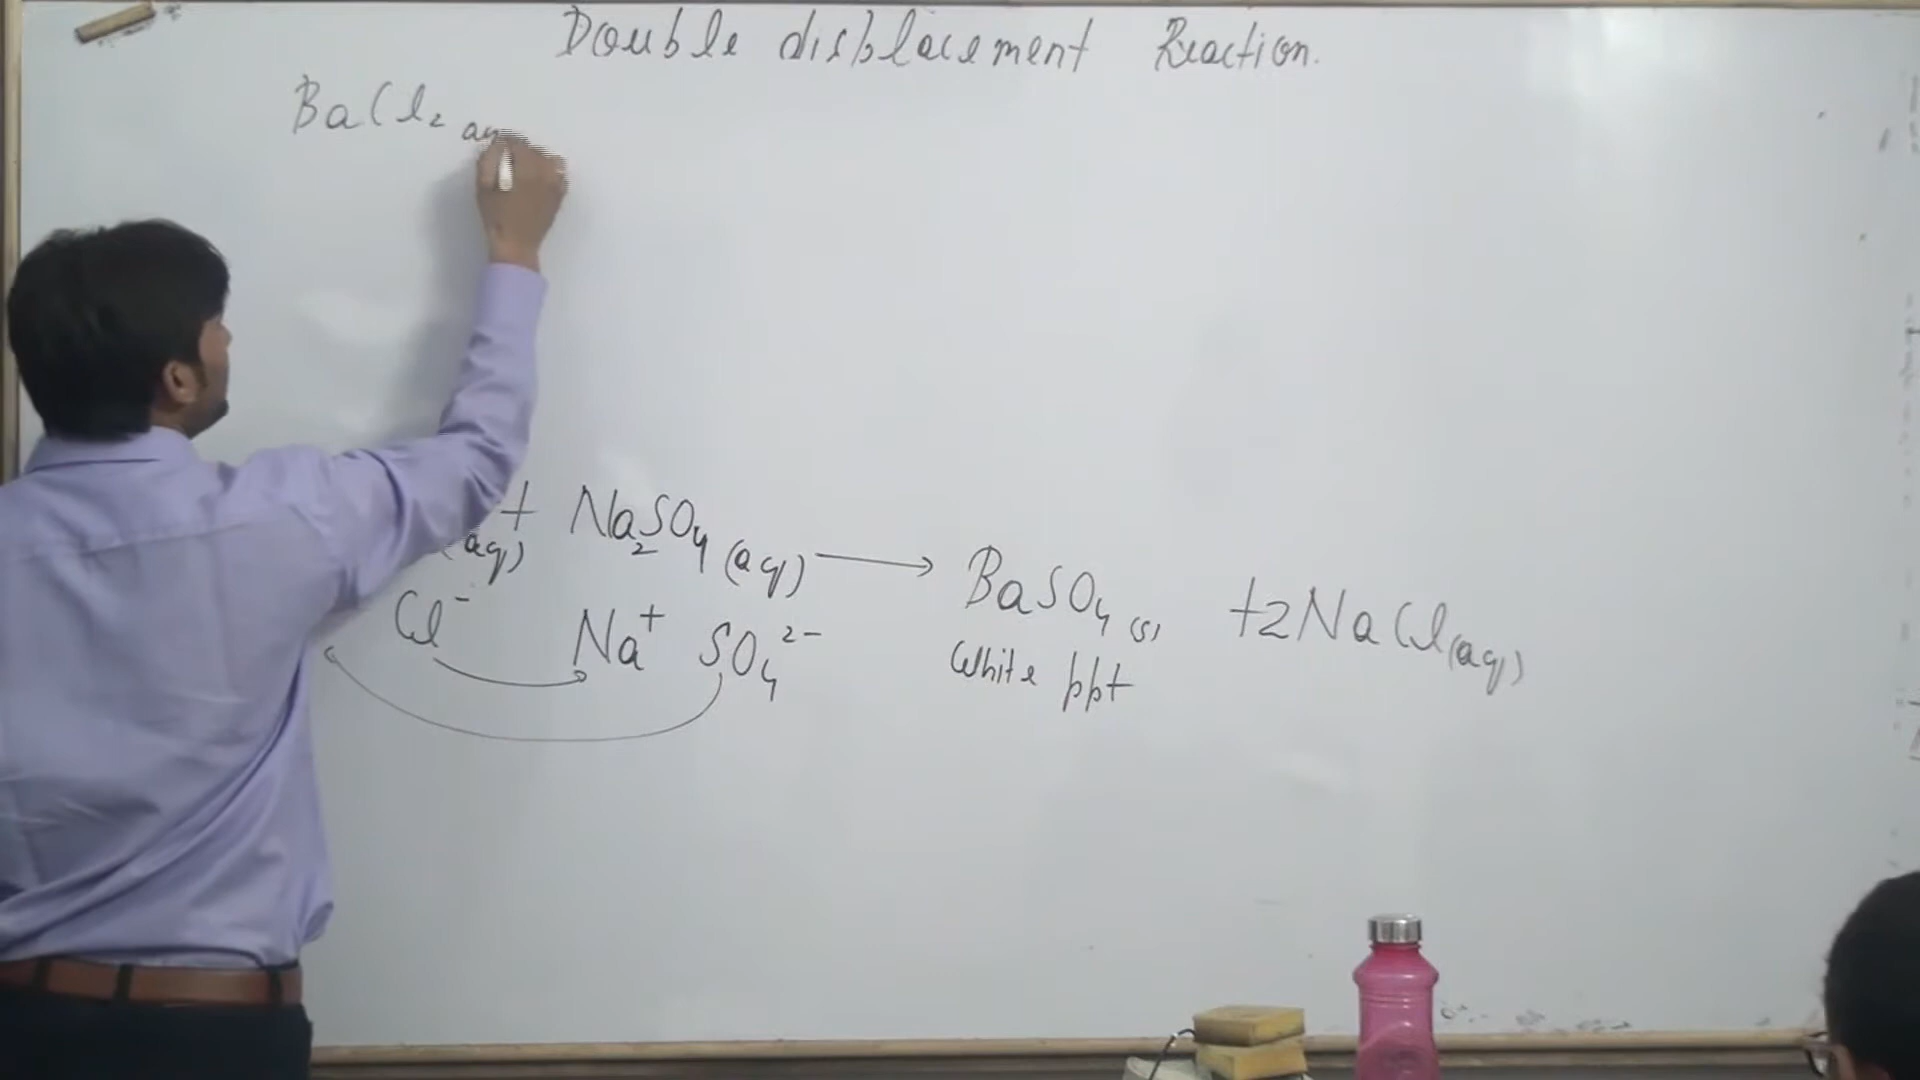 Double displacement Reaction.
BaCl₂ aq
(aq) + Na₂SO₄ (aq) ⟶ BaSO₄ (s) + 2NaCl (aq)
Cl⁻ Na⁺ SO₄²⁻
White ppt